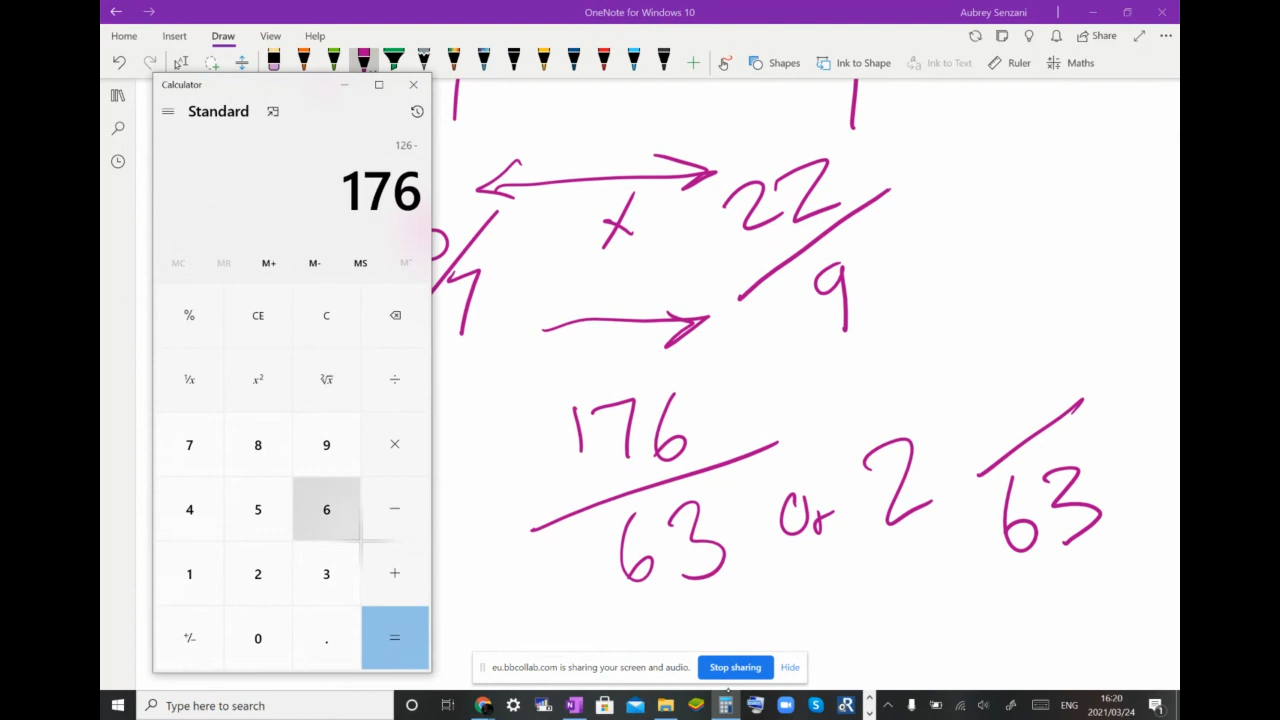 OneNote for Windows 10
Aubrey Senzani
Home Insert Draw View Help
Share
Shapes
Ink to Shape
Ink to Text
Ruler
Maths
Calculator
Standard
126 -
176
MC MR M+ M- MS
% CE C
¹/x x² ²√x ÷
7 8 9 ×
4 5 6 −
1 2 3 +
+/− 0 . =
x
22/9
7
176/63 or 2 /63
eu.bbcollab.com is sharing your screen and audio.
Stop sharing
Hide
Type here to search
ENG
16:20
2021/03/24